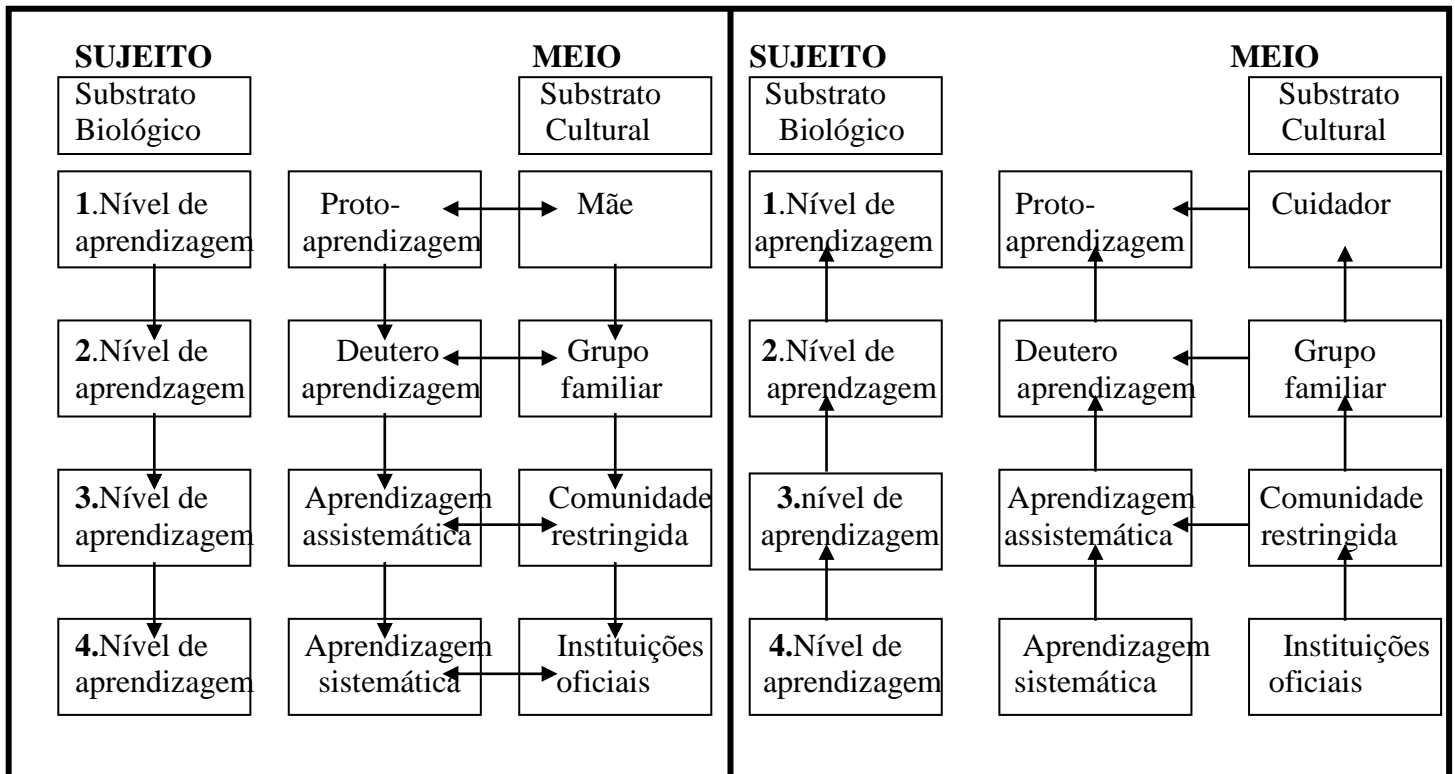 SUJEITO
MEIO
Substrato
Biológico
Substrato
Cultural
1.Nível de
aprendizagem
Proto-
aprendizagem
Mãe
2.Nível de
aprendzagem
Deutero
aprendizagem
Grupo
familiar
3.Nível de
aprendizagem
Aprendizagem
assistemática
Comunidade
restringida
4.Nível de
aprendizagem
Aprendizagem
sistemática
Instituições
oficiais
SUJEITO
MEIO
Substrato
Biológico
Substrato
Cultural
1.Nível de
aprendizagem
Proto-
aprendizagem
Cuidador
2.Nível de
aprendzagem
Deutero
aprendizagem
Grupo
familiar
3.nível de
aprendizagem
Aprendizagem
assistemática
Comunidade
restringida
4.Nível de
aprendizagem
Aprendizagem
sistemática
Instituições
oficiais